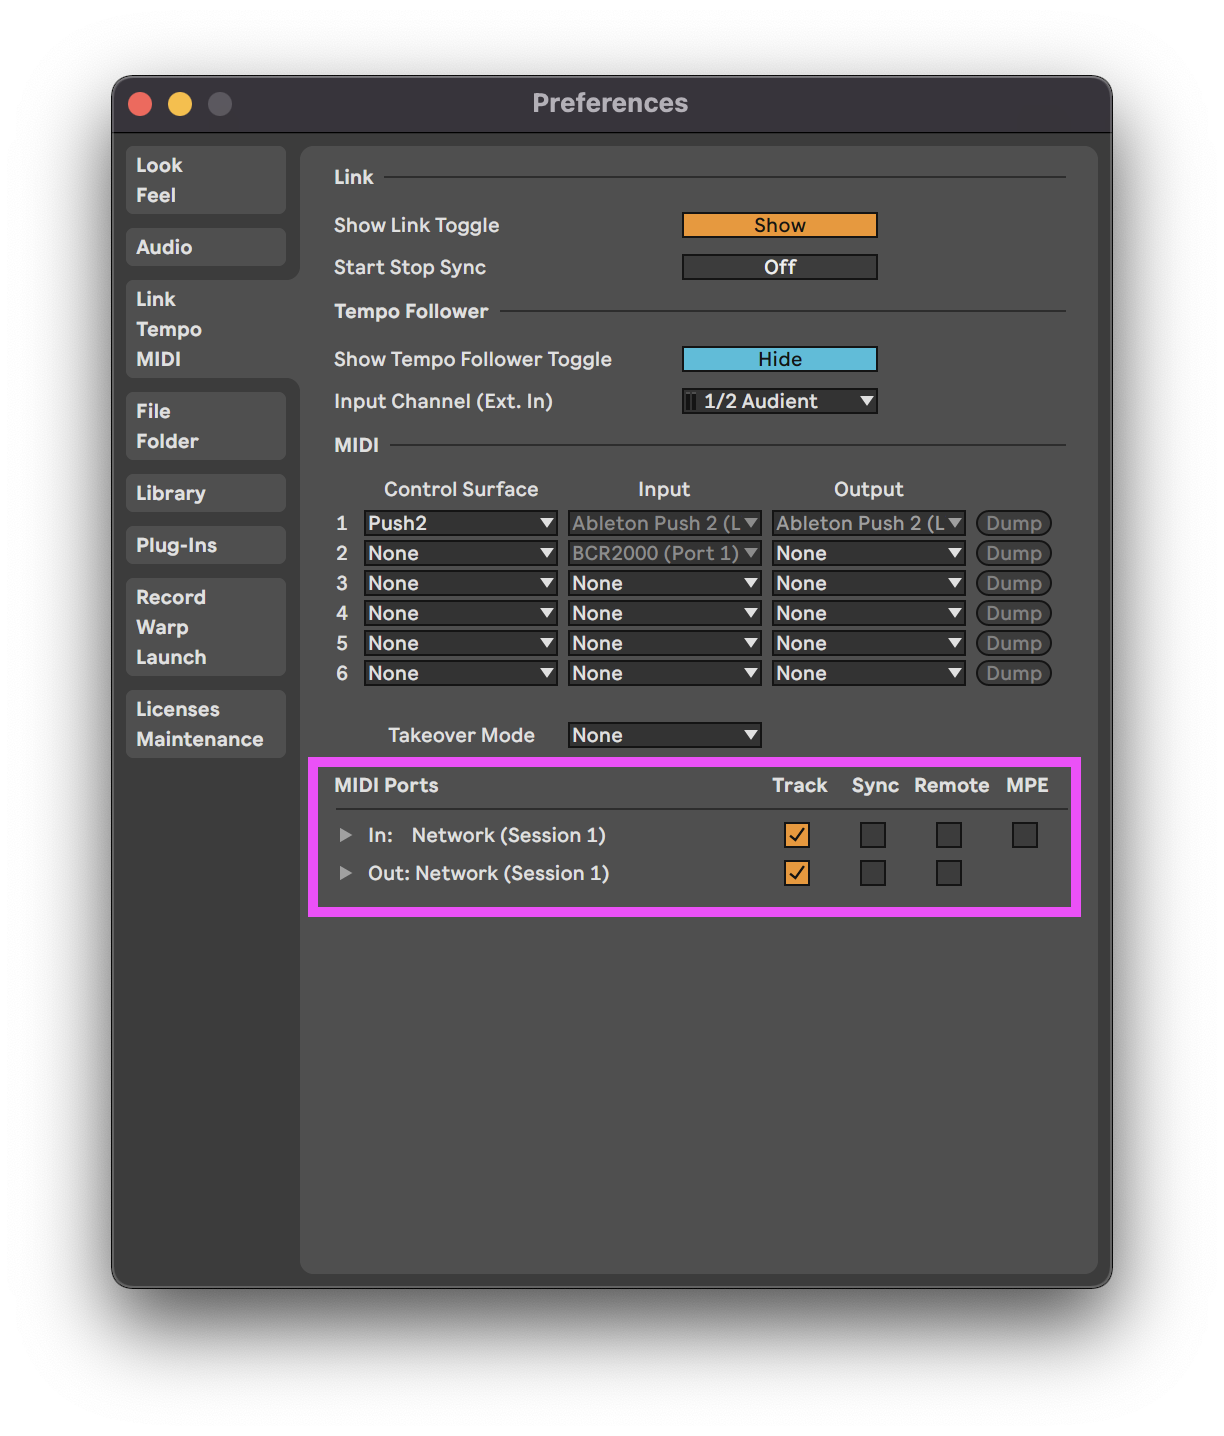 Preferences
Look
Feel
Audio
Link
Tempo
MIDI
File
Folder
Library
Plug-Ins
Record
Warp
Launch
Licenses
Maintenance
Link
Show Link Toggle Show
Start Stop Sync Off
Tempo Follower
Show Tempo Follower Toggle Hide
Input Channel (Ext. In) 1/2 Audient
MIDI
Control Surface Input Output
1 Push2 Ableton Push 2 (L Ableton Push 2 (L Dump
2 None BCR2000 (Port 1) None Dump
3 None None None Dump
4 None None None Dump
5 None None None Dump
6 None None None Dump
Takeover Mode None
MIDI Ports Track Sync Remote MPE
In: Network (Session 1)
Out: Network (Session 1)